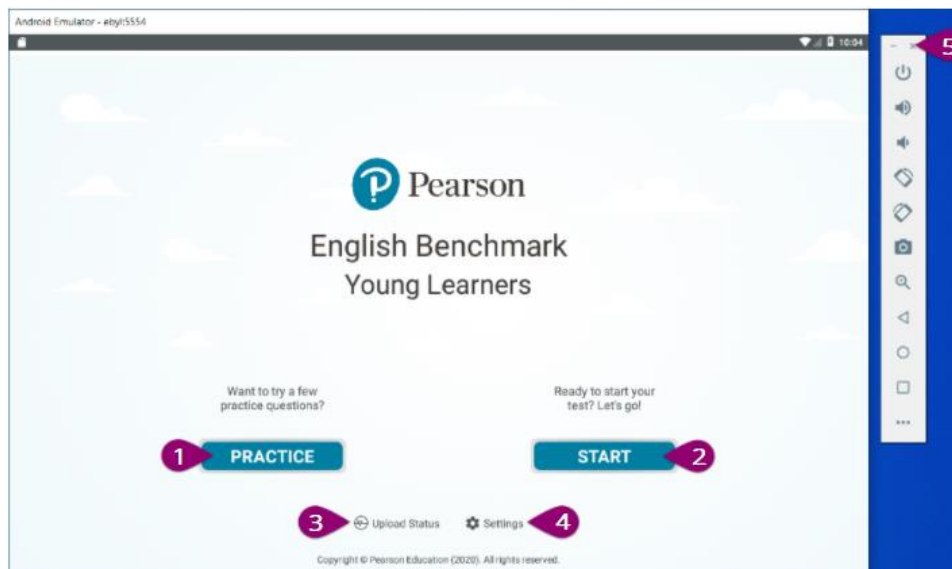 Android Emulator - ebyl:5554
10:04
5
Pearson
English Benchmark
Young Learners
Want to try a few
practice questions?
Ready to start your
test? Let's go!
1 PRACTICE
START 2
3 Upload Status
Settings 4
Copyright © Pearson Education (2020). All rights reserved.